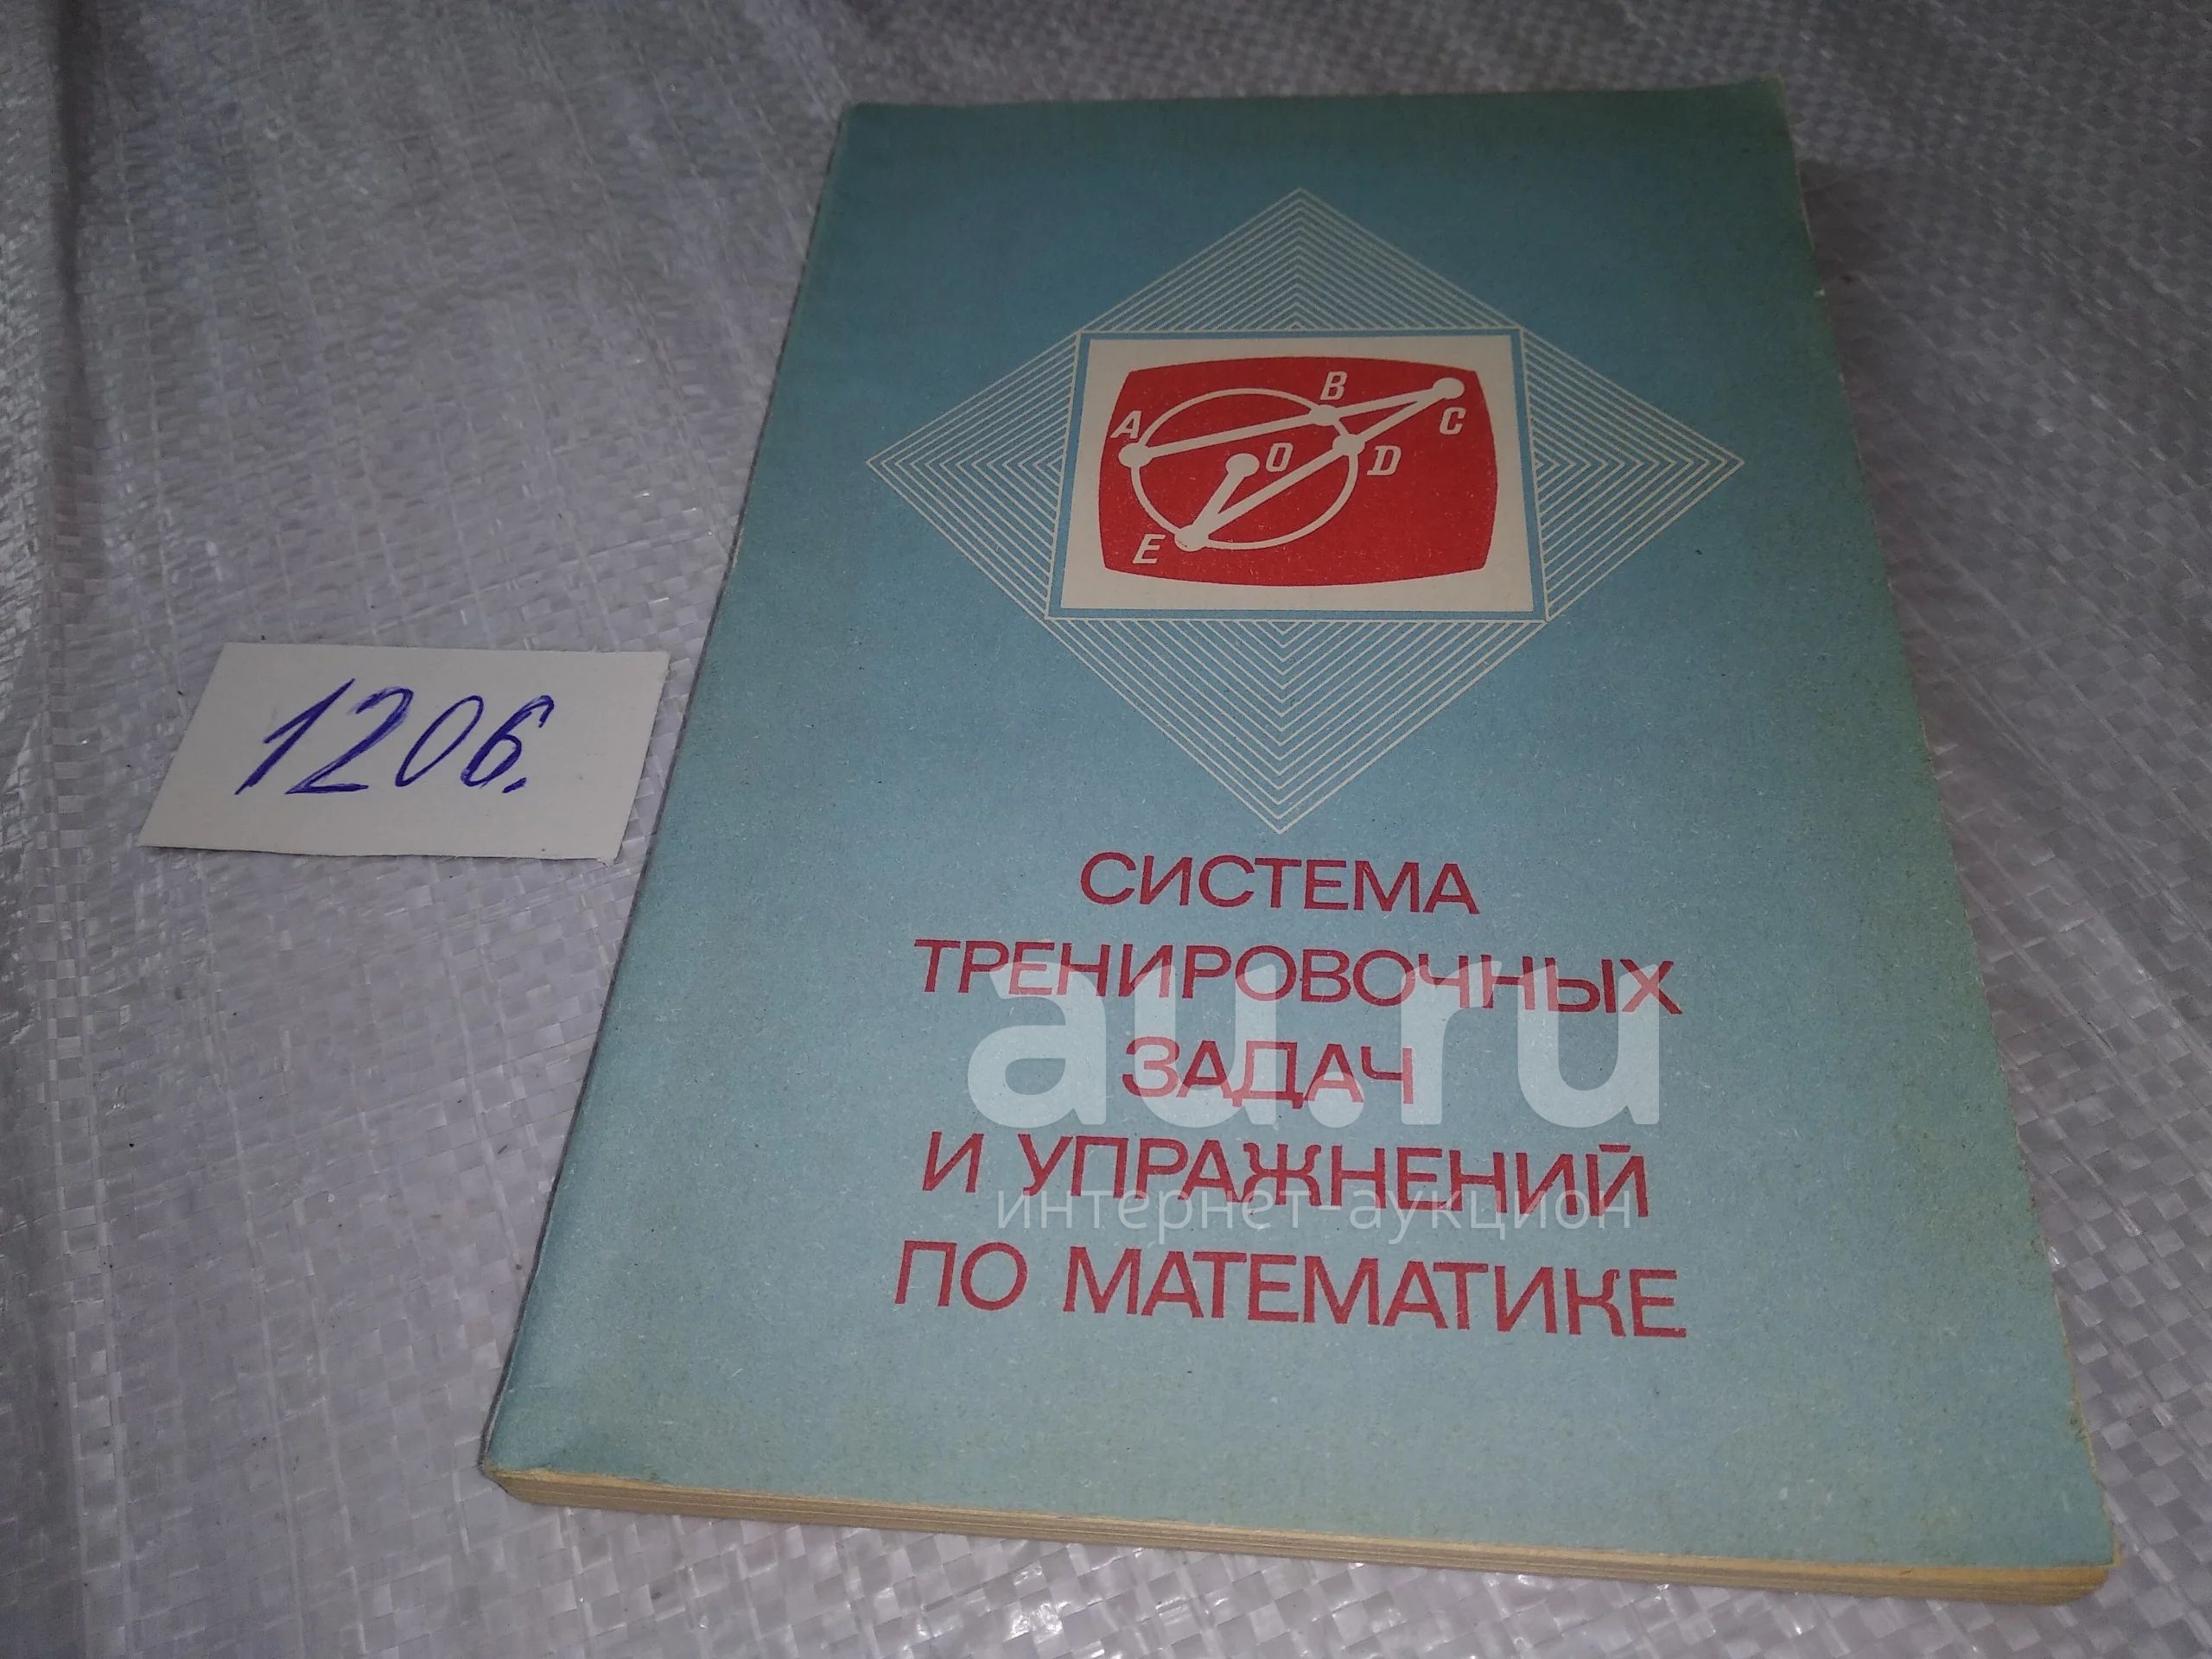 B
A
C
O
D
E
1206.
СИСТЕМА
ТРЕНИРОВОЧНЫХ
ЗАДАЧ
И УПРАЖНЕНИЙ
ПО МАТЕМАТИКЕ
au.ru
интернет-аукцион